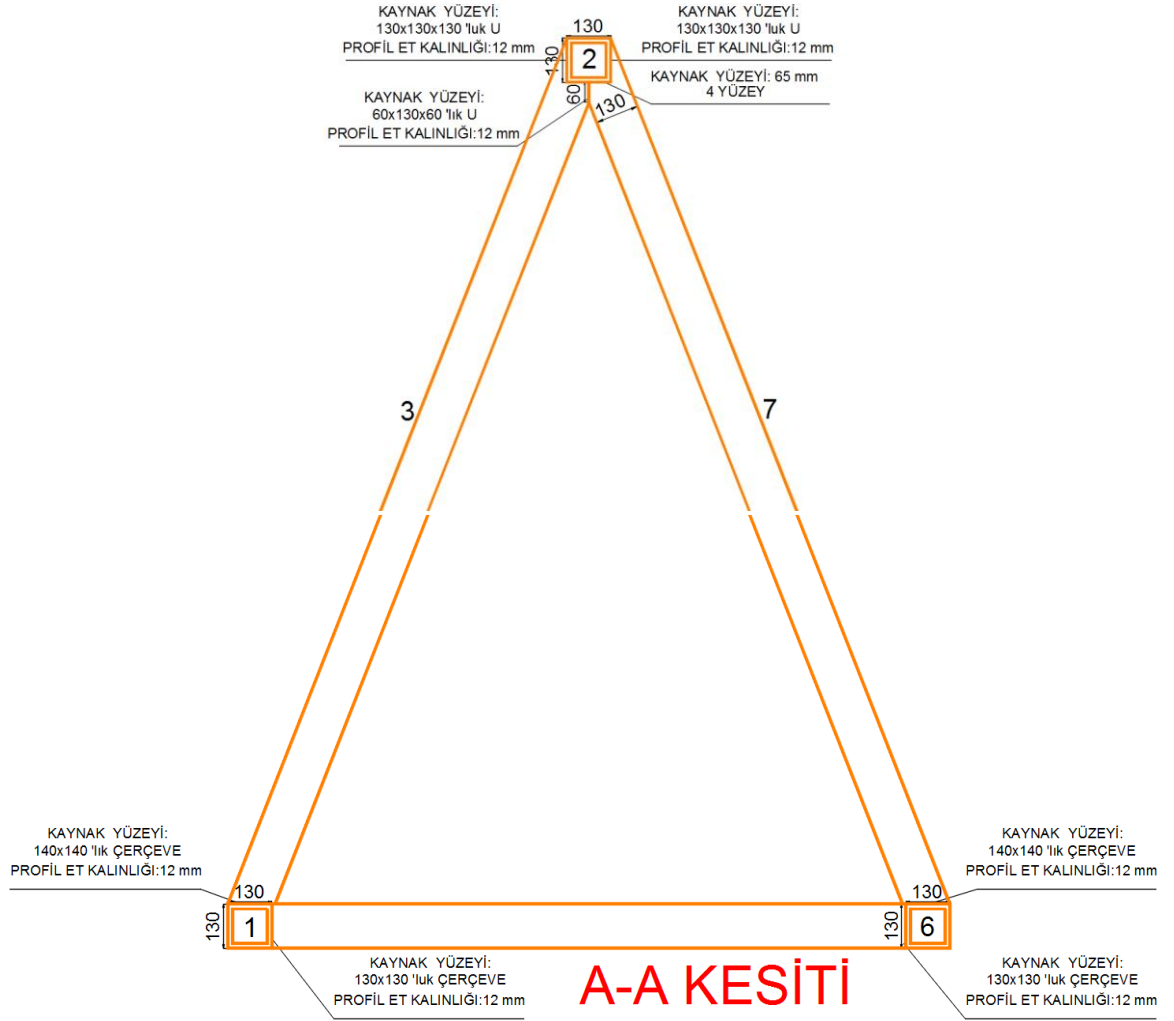 KAYNAK YÜZEYİ:
130x130x130 'luk U
PROFİL ET KALINLIĞI:12 mm
130
KAYNAK YÜZEYİ:
130x130x130 'luk U
PROFİL ET KALINLIĞI:12 mm
130
2
KAYNAK YÜZEYİ: 65 mm
4 YÜZEY
KAYNAK YÜZEYİ:
60x130x60 'lık U
PROFİL ET KALINLIĞI:12 mm
60
130
3
7
KAYNAK YÜZEYİ:
140x140 'lık ÇERÇEVE
PROFİL ET KALINLIĞI:12 mm
KAYNAK YÜZEYİ:
140x140 'lık ÇERÇEVE
PROFİL ET KALINLIĞI:12 mm
130
130
130
1
130
6
KAYNAK YÜZEYİ:
130x130 'luk ÇERÇEVE
PROFİL ET KALINLIĞI:12 mm
A-A KESİTİ
KAYNAK YÜZEYİ:
130x130 'luk ÇERÇEVE
PROFİL ET KALINLIĞI:12 mm